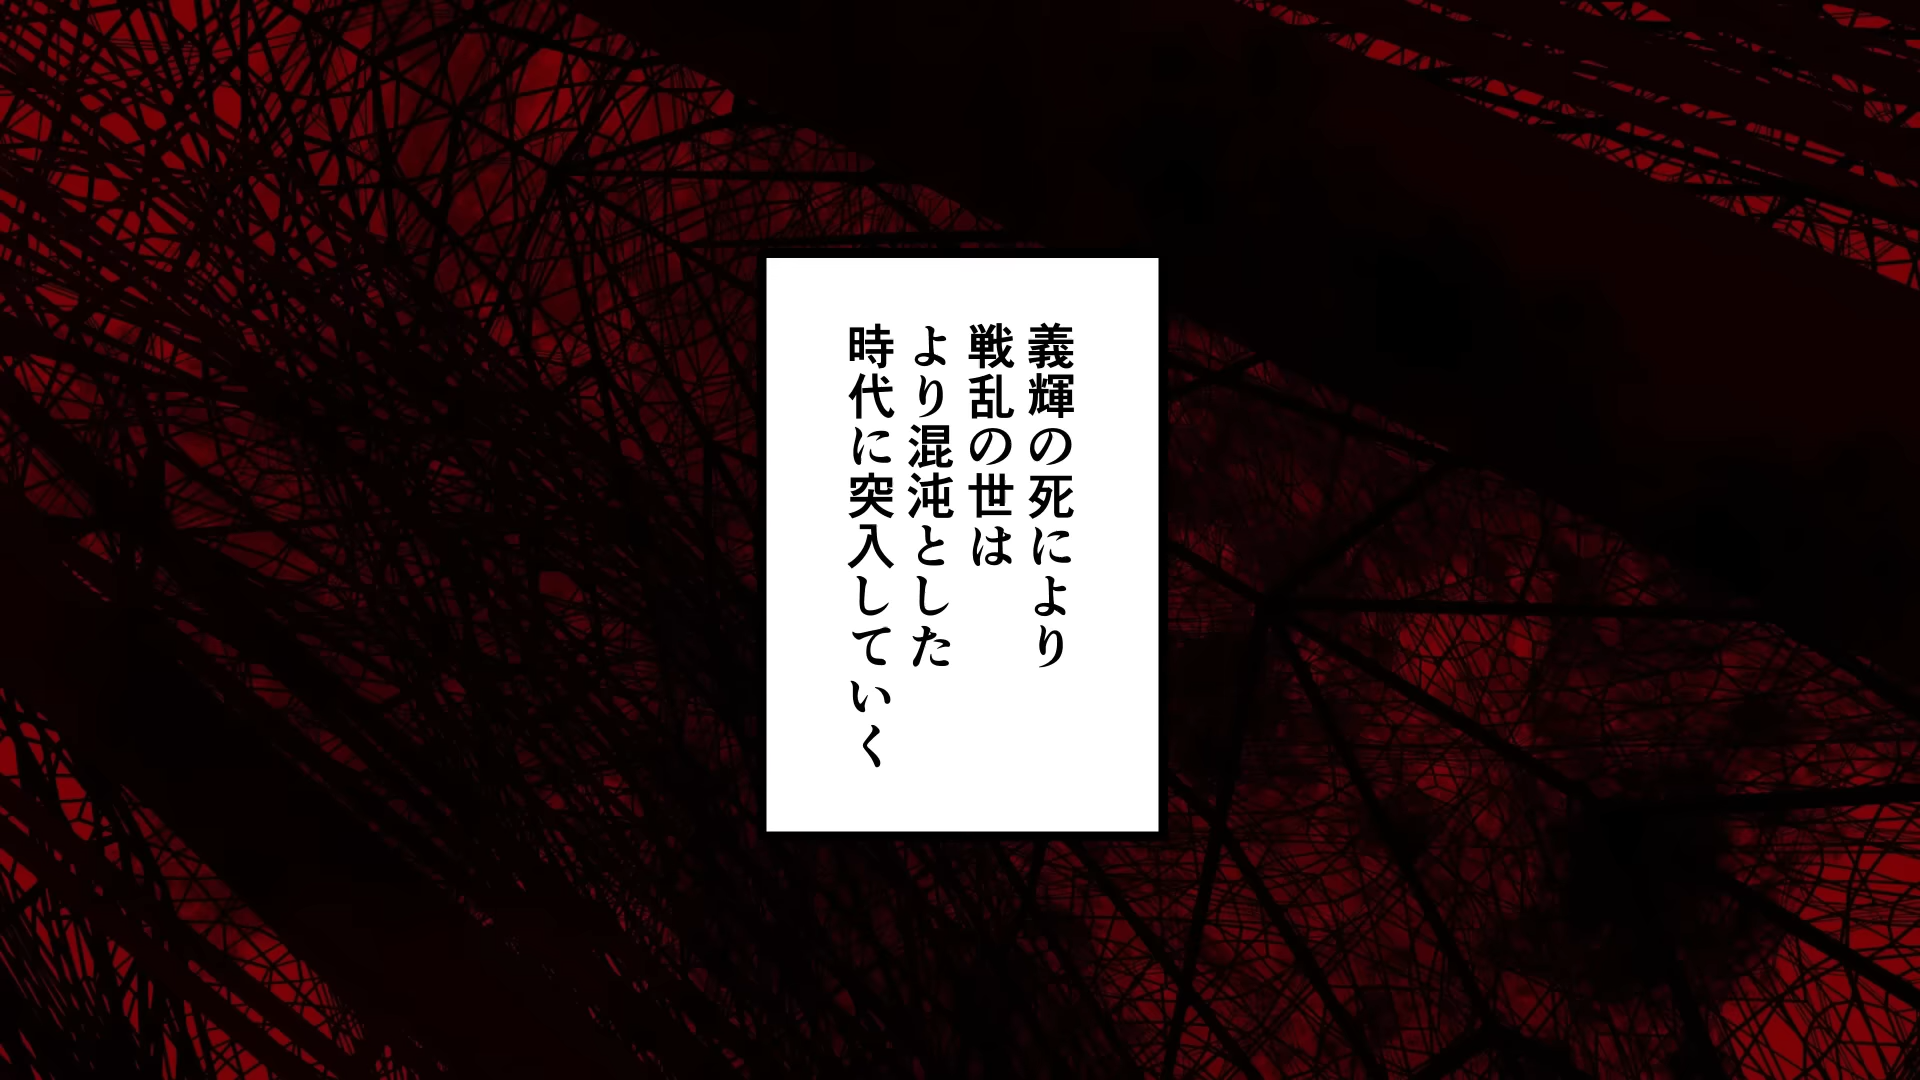 義輝の死により
戦乱の世は
より混沌とした
時代に突入していく